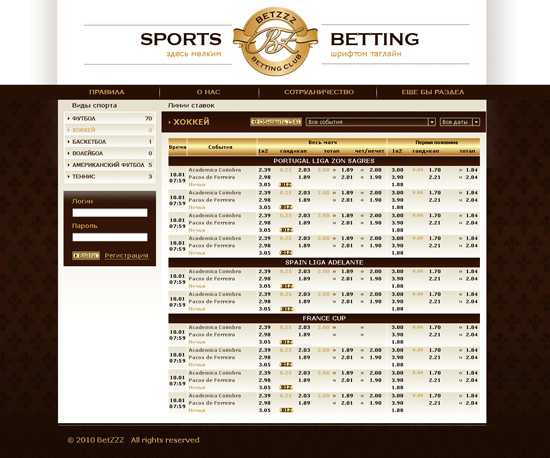 SPORTS BETTING
BETZZZ
BZ
BETTING CLUB
здесь мелким шрифтом таглайн
ПРАВИЛА О НАС СОТРУДНИЧЕСТВО ЕЩЕ БЫ РАЗДЕЛ
Виды спорта Линии ставок
ФУТБОЛ 70
ХОККЕЙ 8
БАСКЕТБОЛ 1
ВОЛЕЙБОЛ 0
АМЕРИКАНСКИЙ ФУТБОЛ 5
ТЕННИС 3
Логин
Пароль
Войти Регистрация
ХОККЕЙ Обновить (54) Все события Все даты
Время События Весь матч Первая половина
1x2 гандикап тотал чет/нечет 1x2 гандикап тотал
PORTUGAL LIGA ZON SAGRES
10.01 07:59
Academica Coimbra 2.39 0.25 2.03 2.00 o 1.89 o 2.00 3.00 1.70 o 1.84
Pacos de Ferreira 2.98 1.89 u 2.01 u 1.90 3.90 2.21 u 2.04
Ничья 3.05 BIZ 1.88
10.01 07:59
Academica Coimbra 2.39 0.25 2.03 2.00 o 1.89 o 2.00 3.00 1.70 o 1.84
Pacos de Ferreira 2.98 1.89 u 2.01 u 1.90 3.90 2.21 u 2.04
Ничья 3.05 BIZ 1.88
10.01 07:59
Academica Coimbra 2.39 0.25 2.03 2.00 o 1.89 o 2.00 3.00 1.70 o 1.84
Pacos de Ferreira 2.98 1.89 u 2.01 u 1.90 3.90 2.21 u 2.04
Ничья 3.05 BIZ 1.88
10.01 07:59
Academica Coimbra 2.39 0.25 2.03 2.00 o 1.89 o 2.00 3.00 1.70 o 1.84
Pacos de Ferreira 2.98 1.89 u 2.01 u 1.90 3.90 2.21 u 2.04
Ничья 3.05 BIZ 1.88
SPAIN LIGA ADELANTE
10.01 07:59
Academica Coimbra 2.39 0.25 2.03 2.00 o 1.89 o 2.00 3.00 1.70 o 1.84
Pacos de Ferreira 2.98 1.89 u 2.01 u 1.90 3.90 2.21 u 2.04
Ничья 3.05 BIZ 1.88
10.01 07:59
Academica Coimbra 2.39 0.25 2.03 2.00 o 1.89 o 2.00 3.00 1.70 o 1.84
Pacos de Ferreira 2.98 1.89 u 2.01 u 1.90 3.90 2.21 u 2.04
Ничья 3.05 BIZ 1.88
FRANCE CUP
10.01 07:59
Academica Coimbra 2.39 0.25 2.03 2.00 o o 3.00 1.70 o 1.84
Pacos de Ferreira 2.98 1.89 u 2.01 u 1.90 3.90 2.21 u 2.04
Ничья 3.05 BIZ 1.88
10.01 07:59
Academica Coimbra 2.39 0.25 2.03 2.00 o 1.89 o 2.00 3.00 1.70 o 1.84
Pacos de Ferreira 2.98 1.89 u 2.01 u 1.90 3.90 2.21 u 2.04
Ничья 3.05 BIZ 1.88
10.01 07:59
Academica Coimbra 2.39 0.25 2.03 2.00 o 1.89 o 2.00 3.00 1.70 o 1.84
Pacos de Ferreira 2.98 1.89 u 2.01 u 1.90 3.90 2.21 u 2.04
Ничья 3.05 BIZ 1.88
10.01 07:59
Academica Coimbra 2.39 0.25 2.03 2.00 o 1.89 o 2.00 3.00 1.70 o 1.84
Pacos de Ferreira 2.98 1.89 u 2.01 u 1.90 3.90 2.21 u 2.04
Ничья 3.05 BIZ 1.88
© 2010 BetZZZ All rights reserved